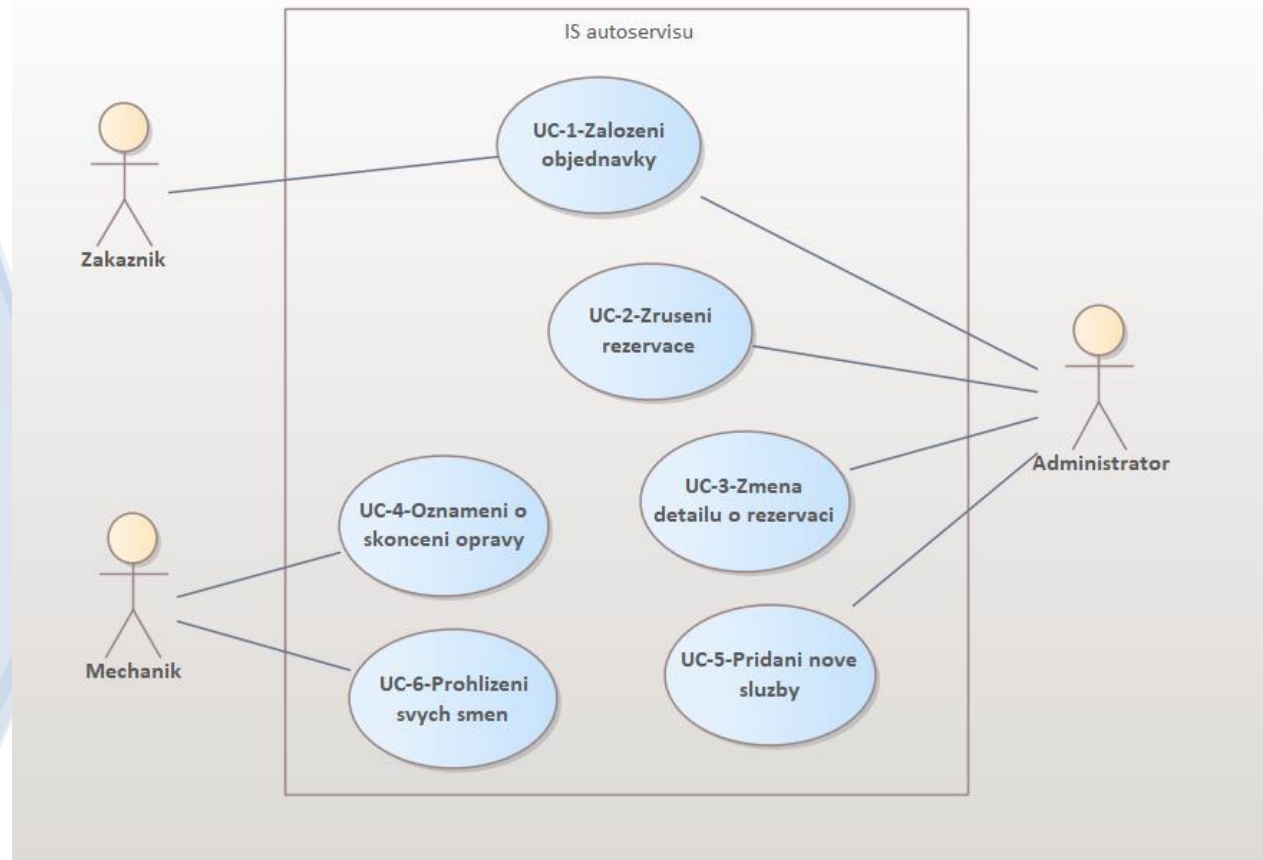 IS autoservisu
UC-1-Zalozeni
objednavky
Zakaznik
UC-2-Zruseni
rezervace
Administrator
UC-3-Zmena
detailu o rezervaci
UC-4-Oznameni o
skonceni opravy
Mechanik
UC-5-Pridani nove
sluzby
UC-6-Prohlizeni
svych smen